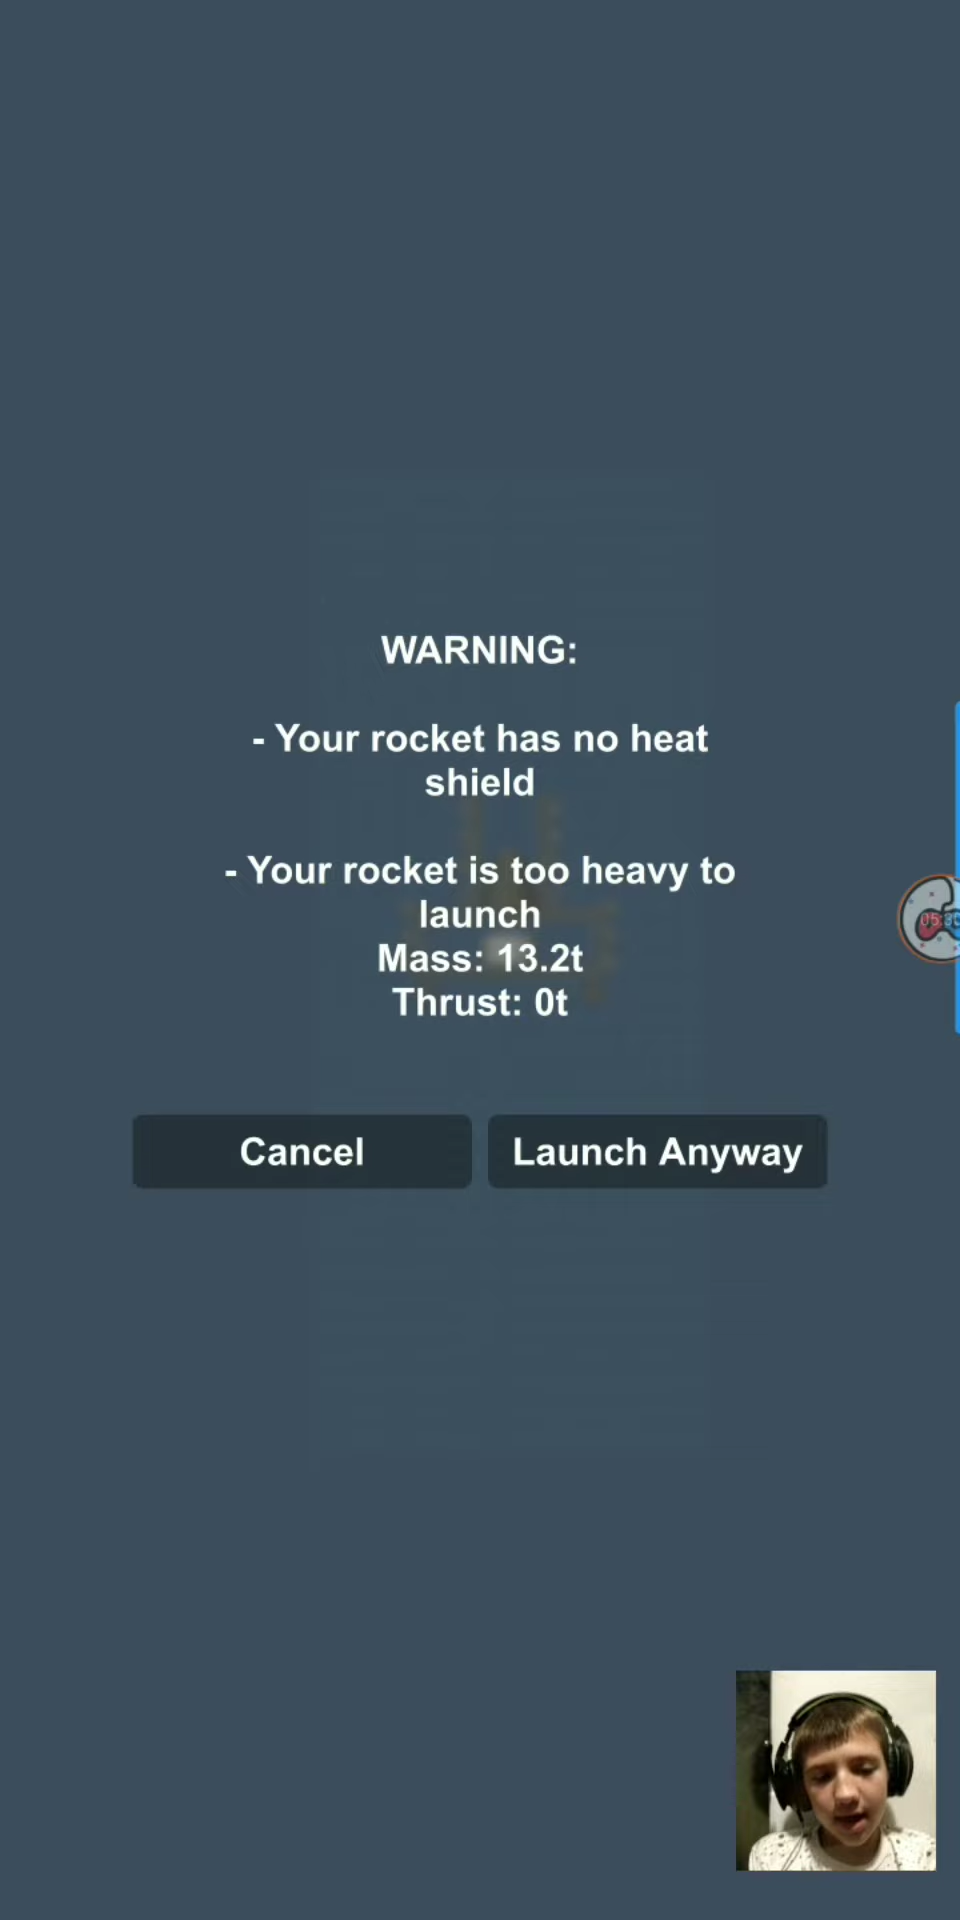 WARNING:
- Your rocket has no heat
shield
- Your rocket is too heavy to
launch
Mass: 13.2t
Thrust: 0t
Cancel
Launch Anyway